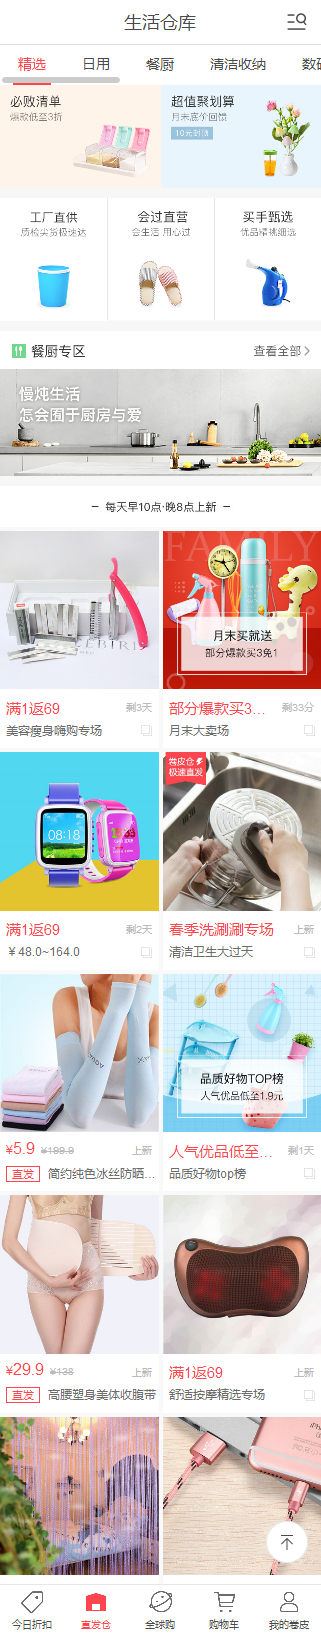 生活仓库
精选 日用 餐厨 清洁收纳 数码
必败清单
爆款低至3折
超值聚划算
月末底价回馈
10元封顶
工厂直供
质检尖货极速达
会过直营
会生活 用心过
买手甄选
优品精挑细选
餐厨专区
查看全部
慢炖生活
怎会囿于厨房与爱
每天早10点·晚8点上新
FAMILY
月末买就送
部分爆款买3免1
满1返69
剩3天
美容瘦身嗨购专场
部分爆款买3...
剩33分
月末大卖场
08:18
卷皮仓
极速直发
满1返69
剩2天
￥48.0~164.0
春季洗涮涮专场
上新
清洁卫生大过天
AQUA
品质好物TOP榜
人气优品低至1.9元
¥5.9 ¥199.9
上新
直发 简约纯色冰丝防晒...
人气优品低至...
剩1天
品质好物top榜
¥29.9 ¥138
上新
直发 高腰塑身美体收腹带
满1返69
上新
舒适按摩精选专场
iPhone
今日折扣 直发仓 全球购 购物车 我的卷皮